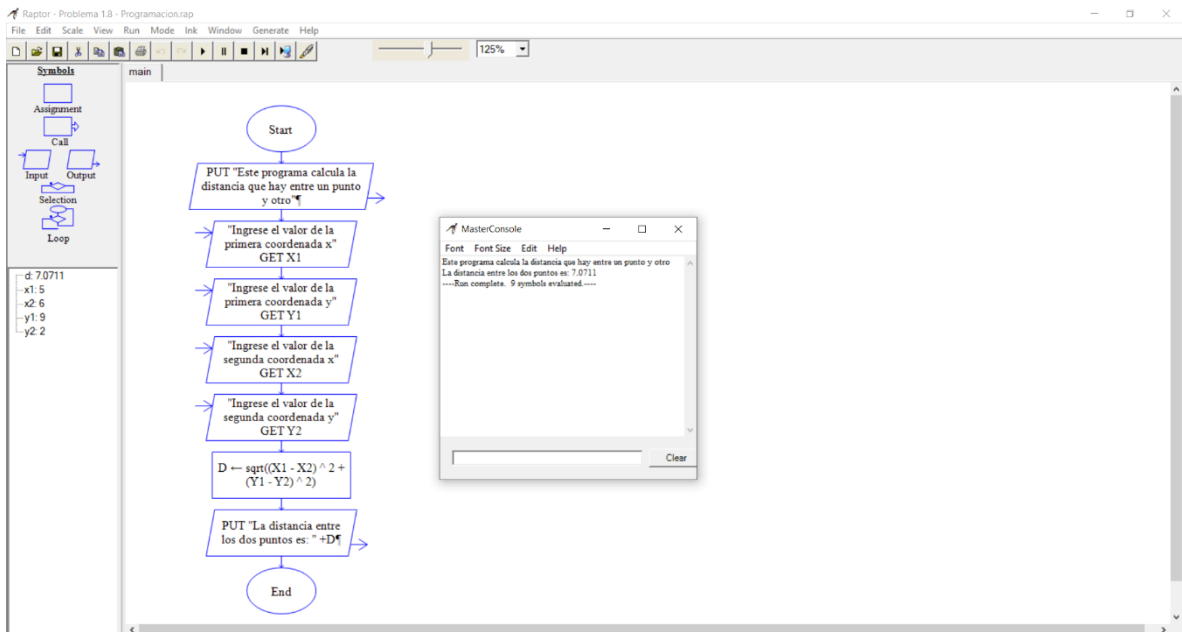 Raptor - Problema 1.8 - Programacion.rap
File Edit Scale View Run Mode Ink Window Generate Help
125%
Symbols
Assignment
Call
Input Output
Selection
Loop
d: 7.0711
x1: 5
x2: 6
y1: 9
y2: 2
main
Start
PUT "Este programa calcula la
distancia que hay entre un punto
y otro"¶
"Ingrese el valor de la
primera coordenada x"
GET X1
"Ingrese el valor de la
primera coordenada y"
GET Y1
"Ingrese el valor de la
segunda coordenada x"
GET X2
"Ingrese el valor de la
segunda coordenada y"
GET Y2
D ← sqrt((X1 - X2) ^ 2 +
(Y1 - Y2) ^ 2)
PUT "La distancia entre
los dos puntos es: " +D¶
End
MasterConsole
Font Font Size Edit Help
Este programa calcula la distancia que hay entre un punto y otro
La distancia entre los dos puntos es: 7.0711
----Run complete. 9 symbols evaluated.----
Clear